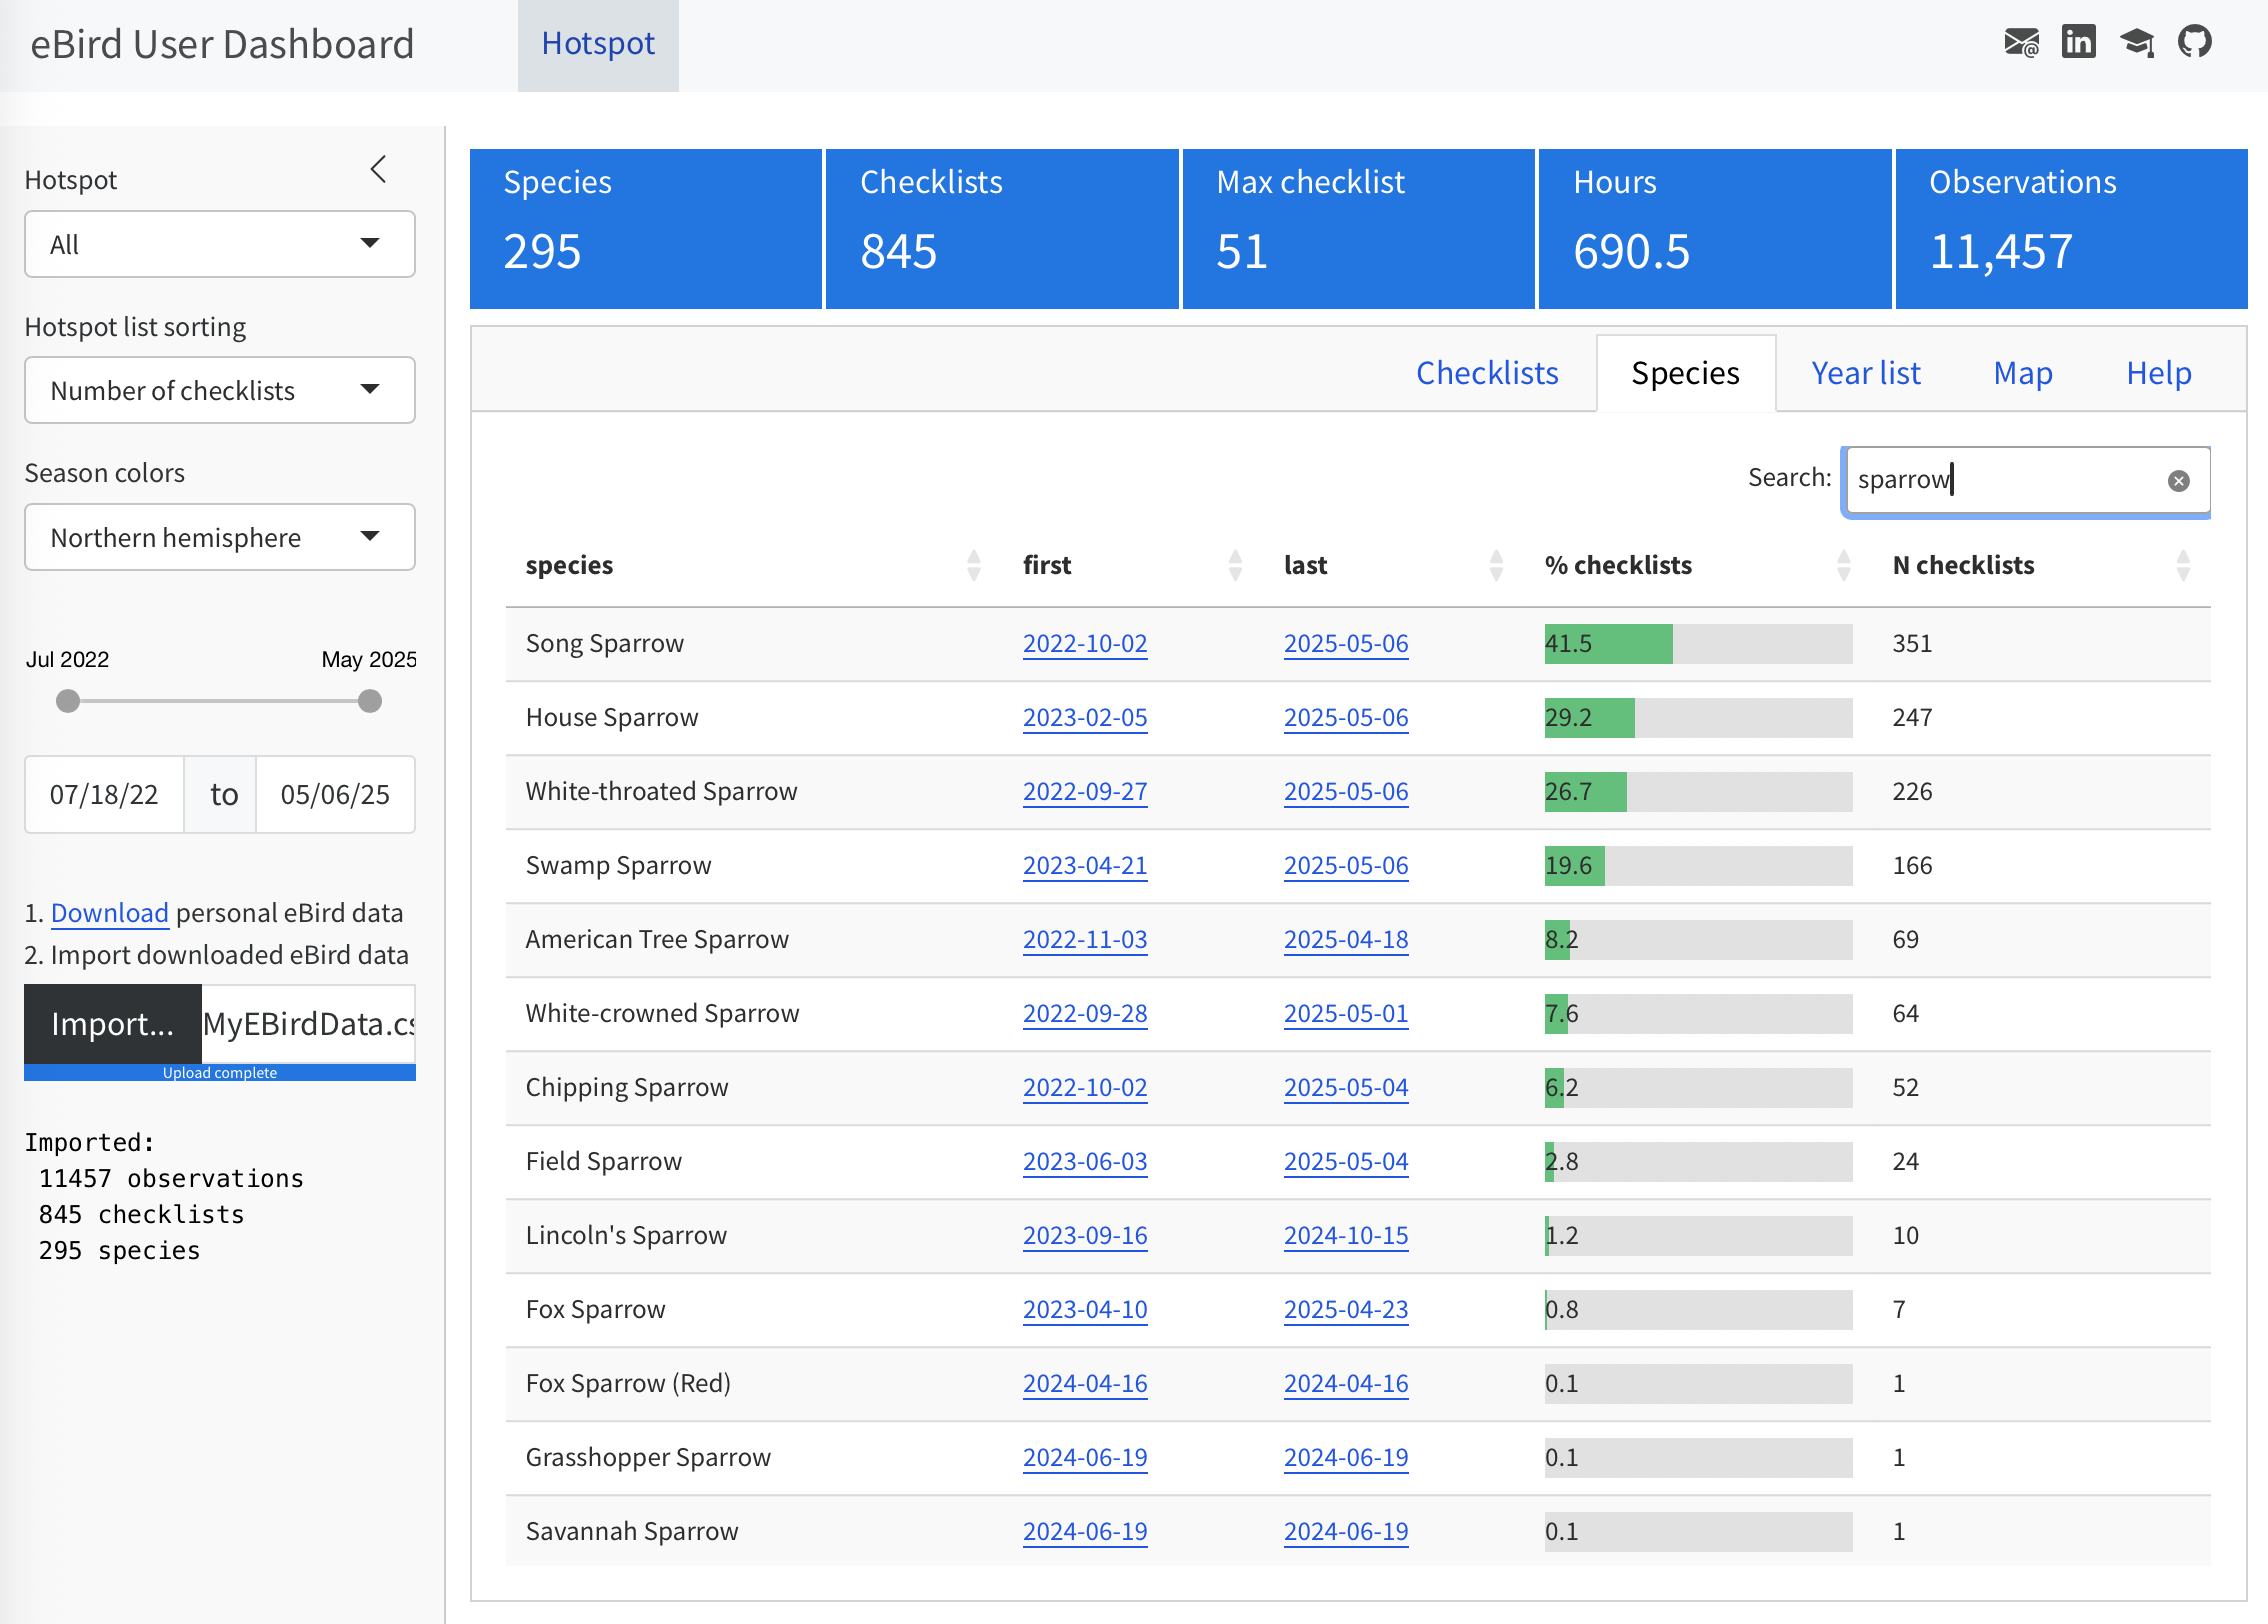 eBird User Dashboard
Hotspot
Hotspot
All
Hotspot list sorting
Number of checklists
Season colors
Northern hemisphere
Jul 2022 May 2025
07/18/22 to 05/06/25
1. Download personal eBird data
2. Import downloaded eBird data
Import... MyEBirdData.cs
Upload complete
Imported:
11457 observations
845 checklists
295 species
Species
295
Checklists
845
Max checklist
51
Hours
690.5
Observations
11,457
Checklists Species Year list Map Help
Search: sparrow
species first last % checklists N checklists
Song Sparrow 2022-10-02 2025-05-06 41.5 351
House Sparrow 2023-02-05 2025-05-06 29.2 247
White-throated Sparrow 2022-09-27 2025-05-06 26.7 226
Swamp Sparrow 2023-04-21 2025-05-06 19.6 166
American Tree Sparrow 2022-11-03 2025-04-18 8.2 69
White-crowned Sparrow 2022-09-28 2025-05-01 7.6 64
Chipping Sparrow 2022-10-02 2025-05-04 6.2 52
Field Sparrow 2023-06-03 2025-05-04 2.8 24
Lincoln's Sparrow 2023-09-16 2024-10-15 1.2 10
Fox Sparrow 2023-04-10 2025-04-23 0.8 7
Fox Sparrow (Red) 2024-04-16 2024-04-16 0.1 1
Grasshopper Sparrow 2024-06-19 2024-06-19 0.1 1
Savannah Sparrow 2024-06-19 2024-06-19 0.1 1